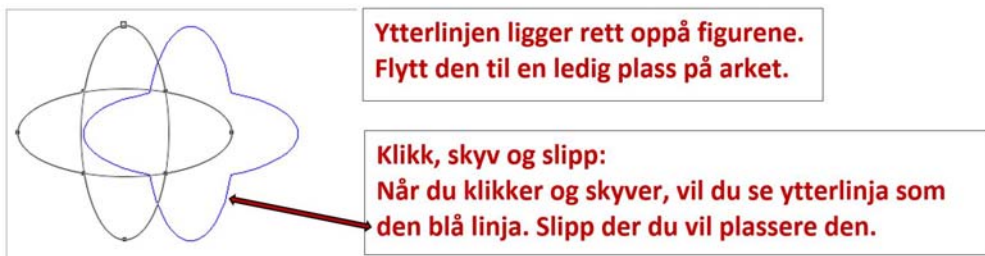 Ytterlinjen ligger rett oppå figurene.
Flytt den til en ledig plass på arket.
Klikk, skyv og slipp:
Når du klikker og skyver, vil du se ytterlinja som
den blå linja. Slipp der du vil plassere den.